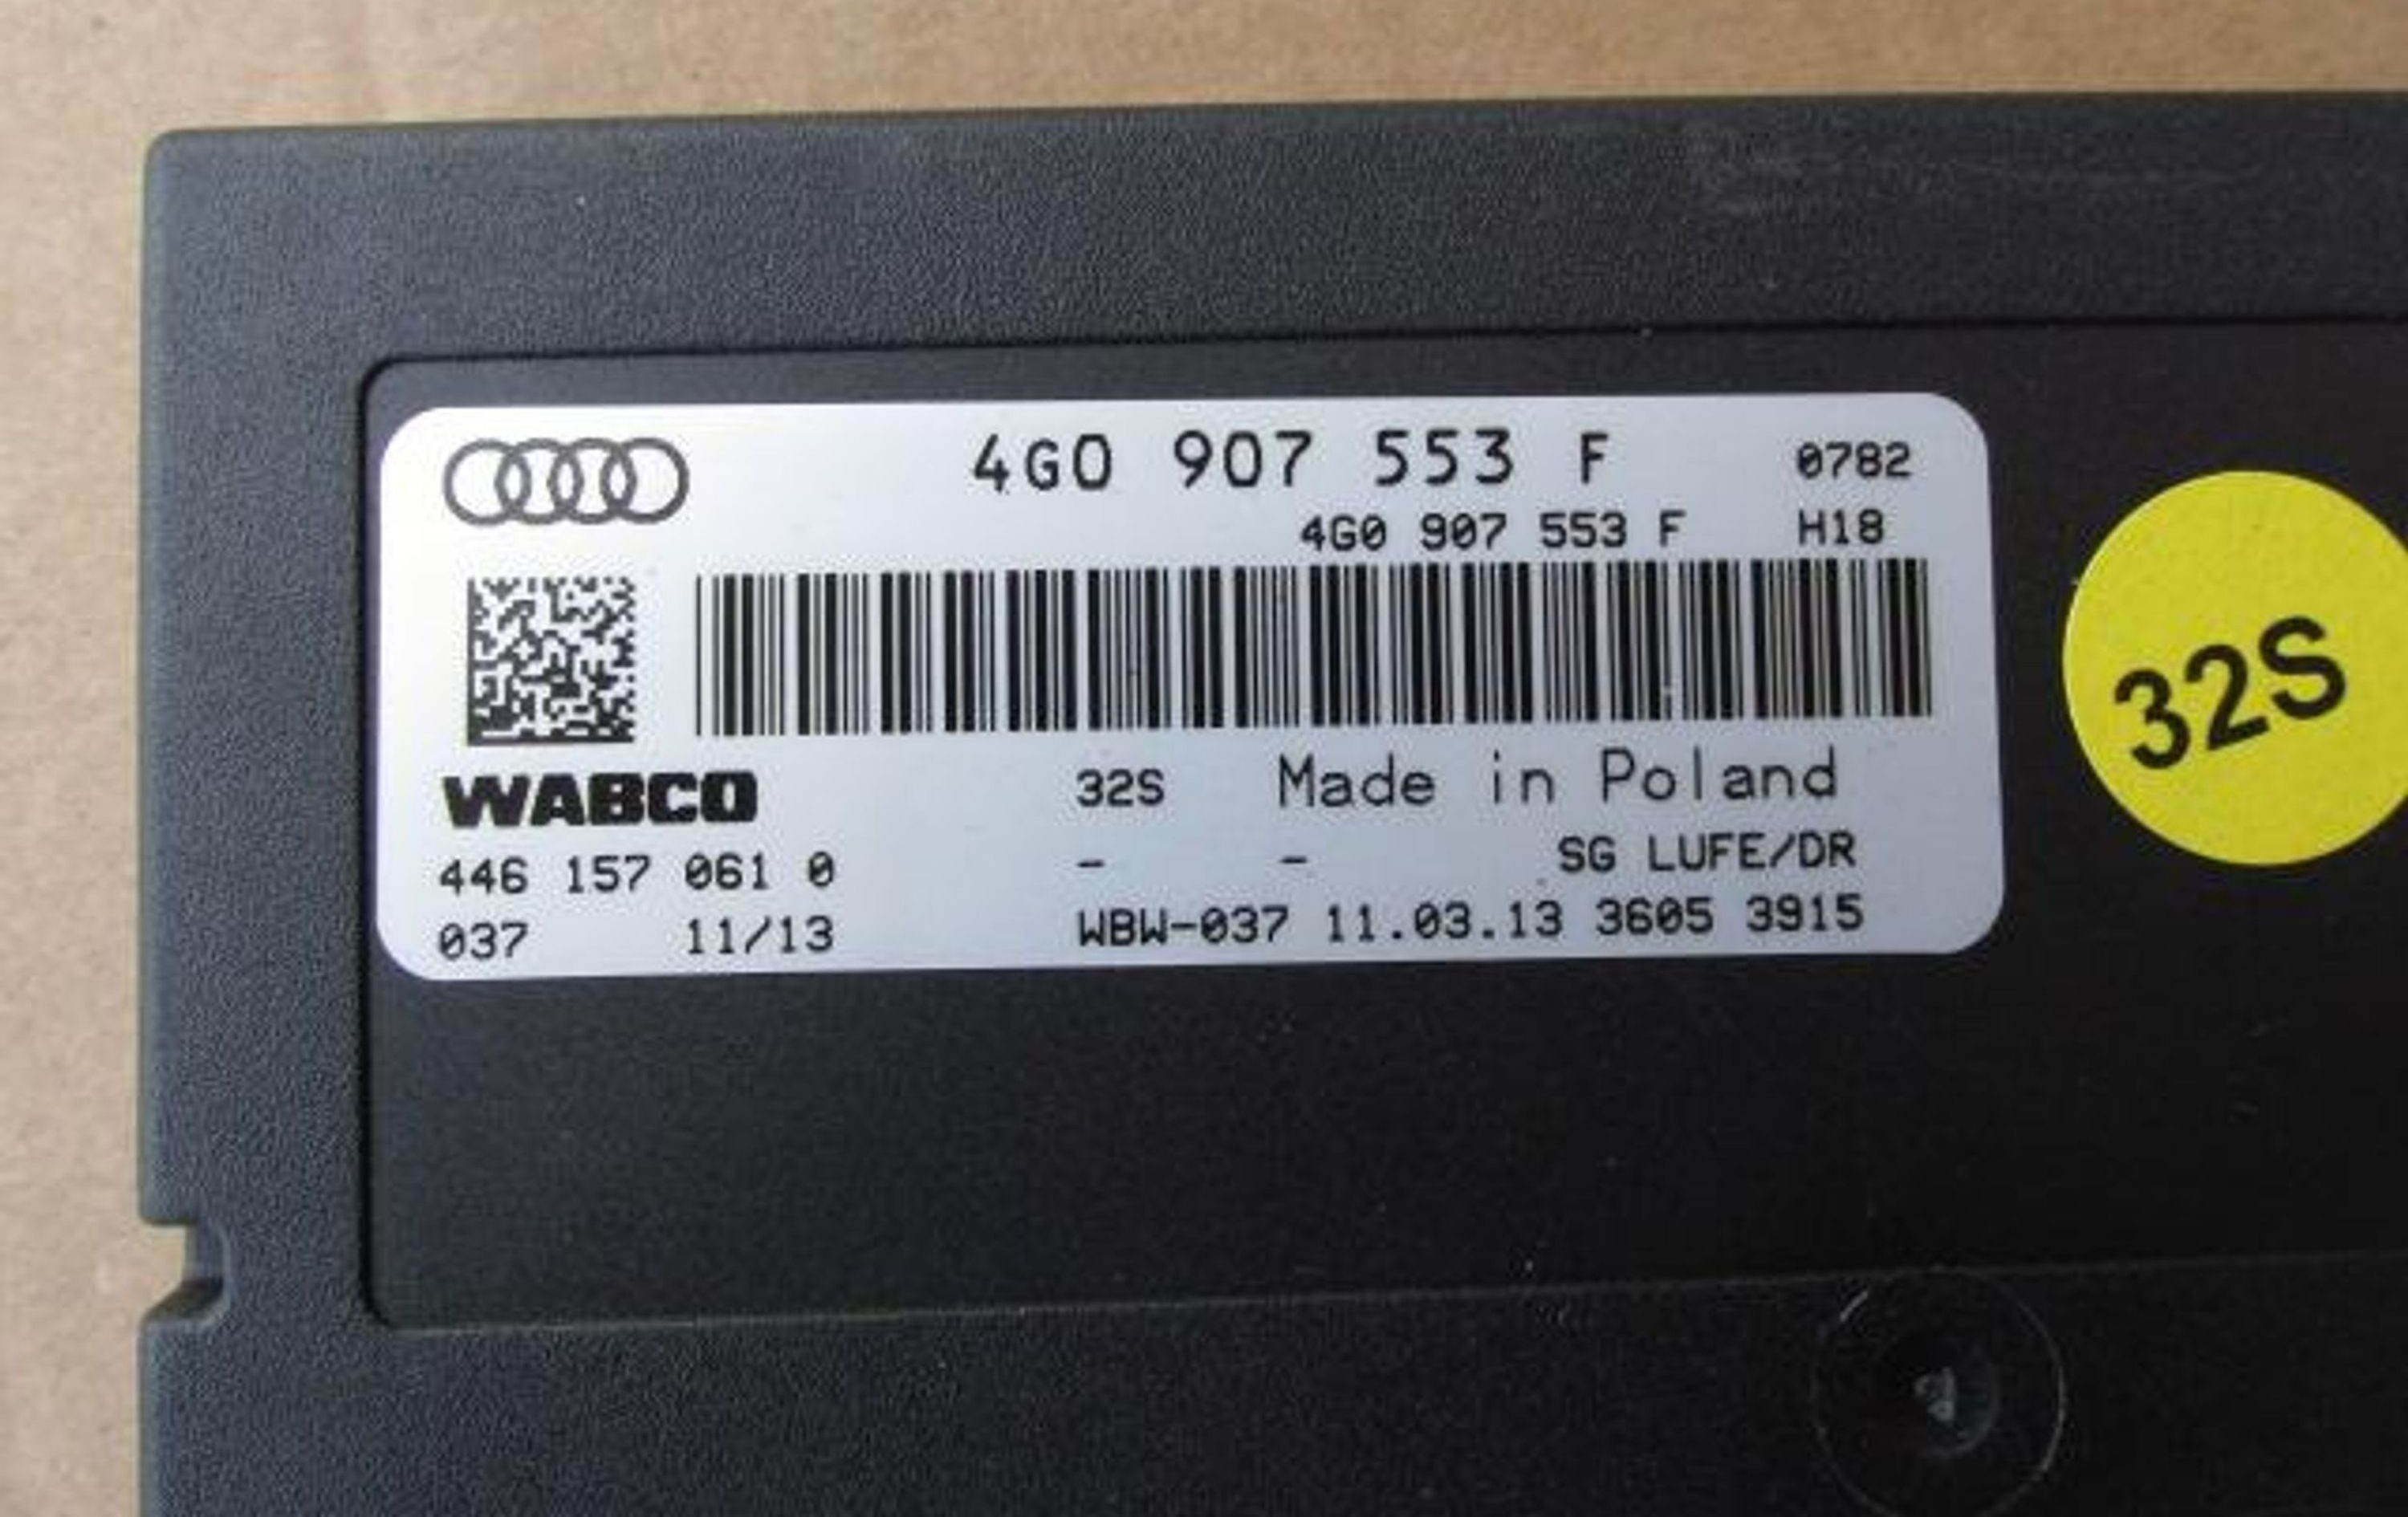 4G0 907 553 F 0782
4G0 907 553 F H18
WABCO 32S Made in Poland
446 157 061 0 - - SG LUFE/DR
037 11/13 WBW-037 11.03.13 3605 3915
32S